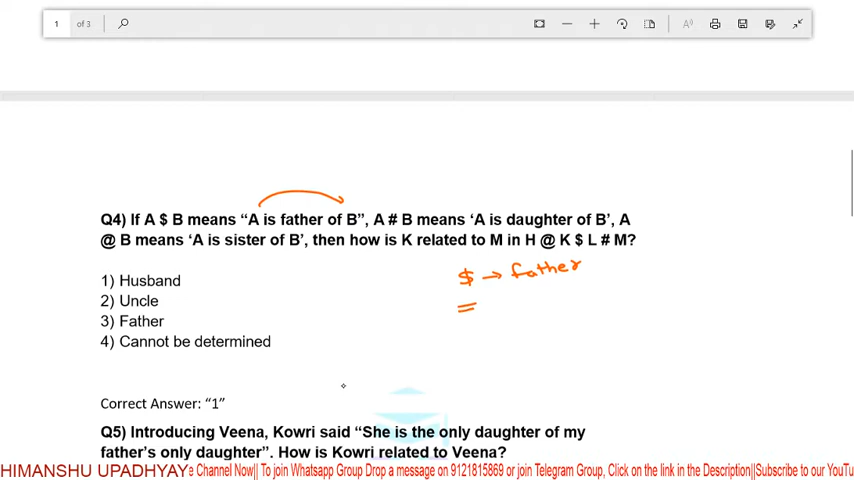 1 of 3
Q4) If A $ B means “A is father of B”, A # B means ‘A is daughter of B’, A
@ B means ‘A is sister of B’, then how is K related to M in H @ K $ L # M?
$ → father
=
1) Husband
2) Uncle
3) Father
4) Cannot be determined
Correct Answer: “1”
Q5) Introducing Veena, Kowri said “She is the only daughter of my
father’s only daughter”. How is Kowri related to Veena?
HIMANSHU UPADHYAY e Channel Now|| To join Whatsapp Group Drop a message on 9121815869 or join Telegram Group, Click on the link in the Description||Subscribe to our YouTu